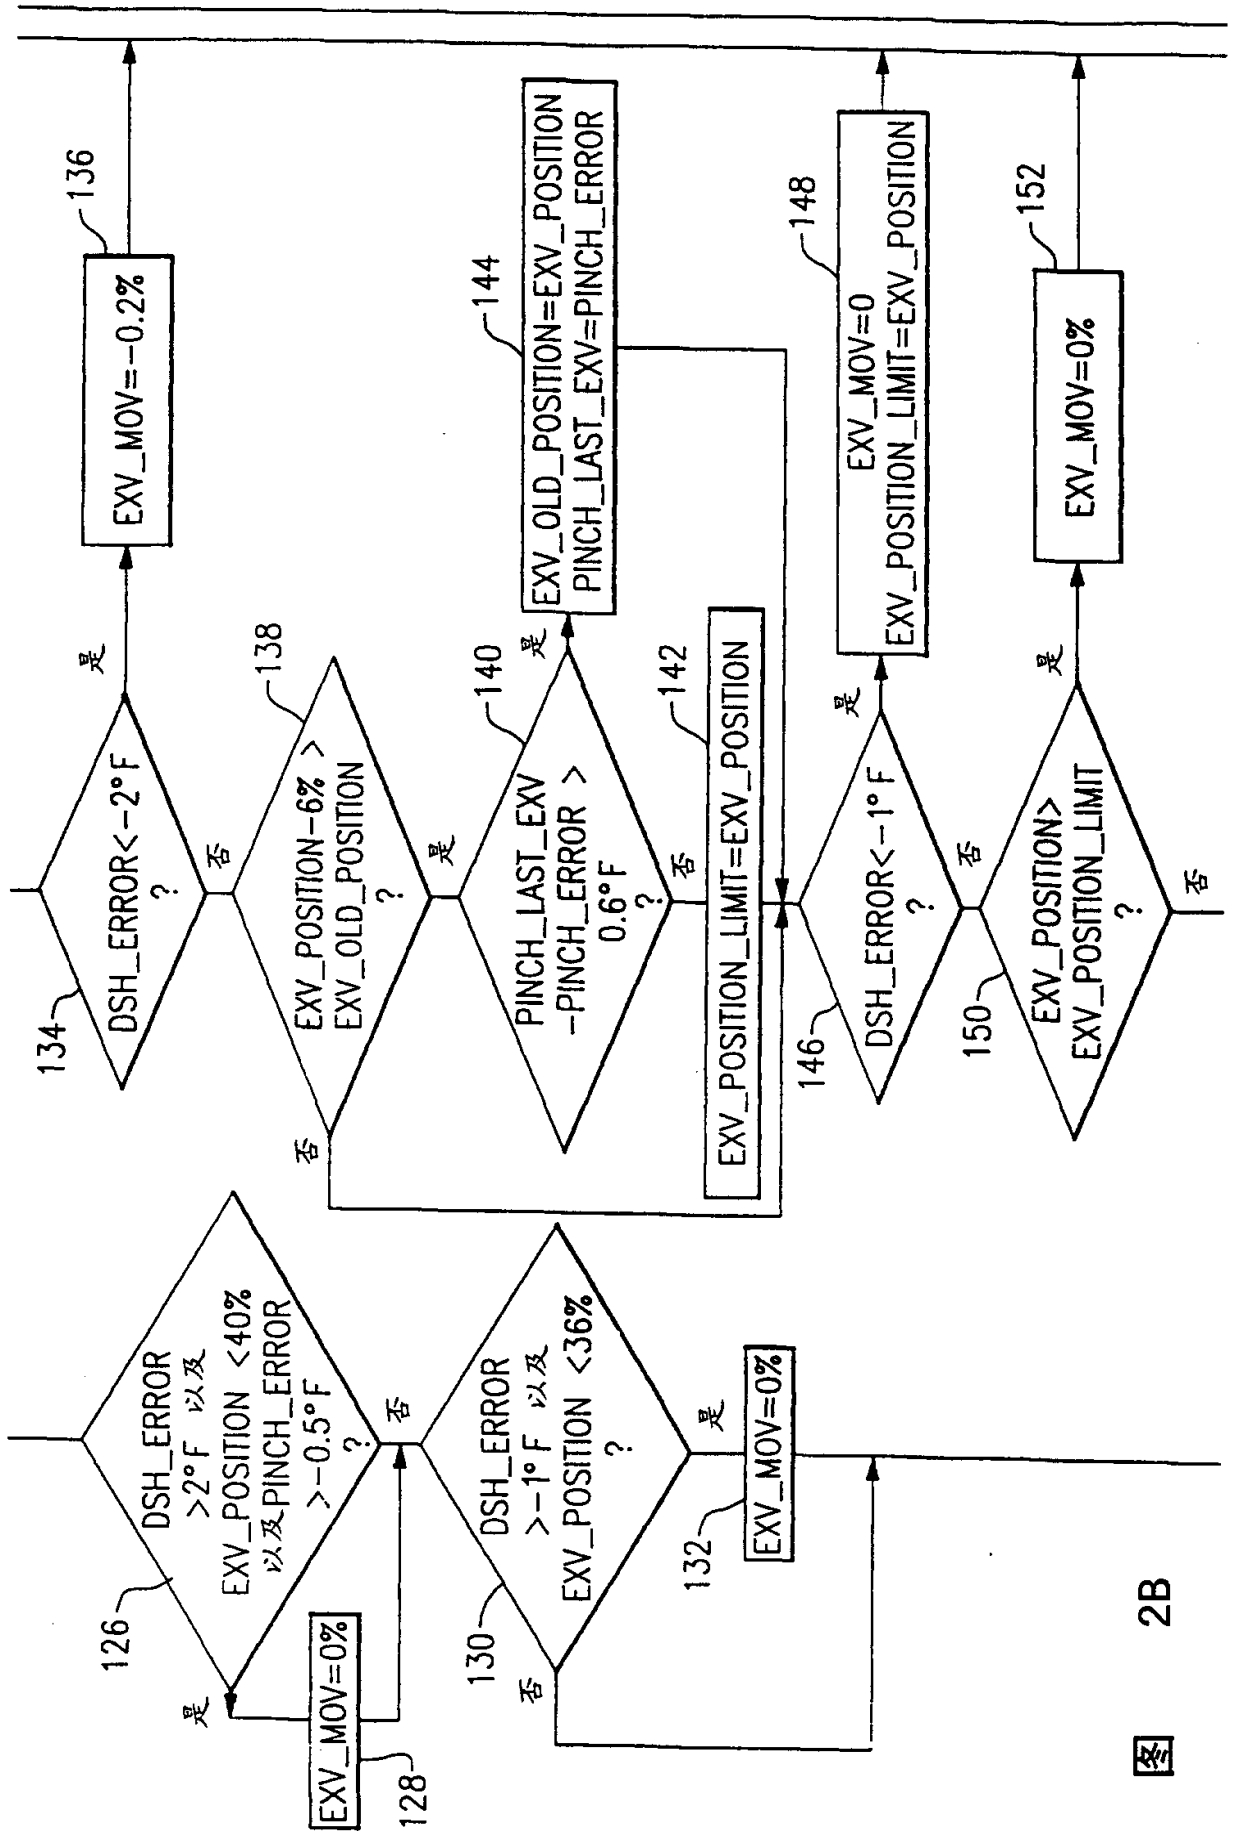 126
DSH_ERROR
>2°F 以及
EXV_POSITION <40%
以及PINCH_ERROR
>-0.5°F
?
是
否
EXV_MOV=0%
128
130
DSH_ERROR
>-1°F 以及
EXV_POSITION <36%
?
否
是
132
EXV_MOV=0%
134
DSH_ERROR<-2°F
?
是
否
EXV_MOV=-0.2%
136
138
EXV_POSITION-6% >
EXV_OLD_POSITION
?
否
是
140
PINCH_LAST_EXV
-PINCH_ERROR >
0.6°F
?
是
否
144
EXV_OLD_POSITION=EXV_POSITION
PINCH_LAST_EXV=PINCH_ERROR
142
EXV_POSITION_LIMIT=EXV_POSITION
146
DSH_ERROR<-1°F
?
是
否
148
EXV_MOV=0
EXV_POSITION_LIMIT=EXV_POSITION
150
EXV_POSITION>
EXV_POSITION_LIMIT
?
是
否
152
EXV_MOV=0%
图 2B